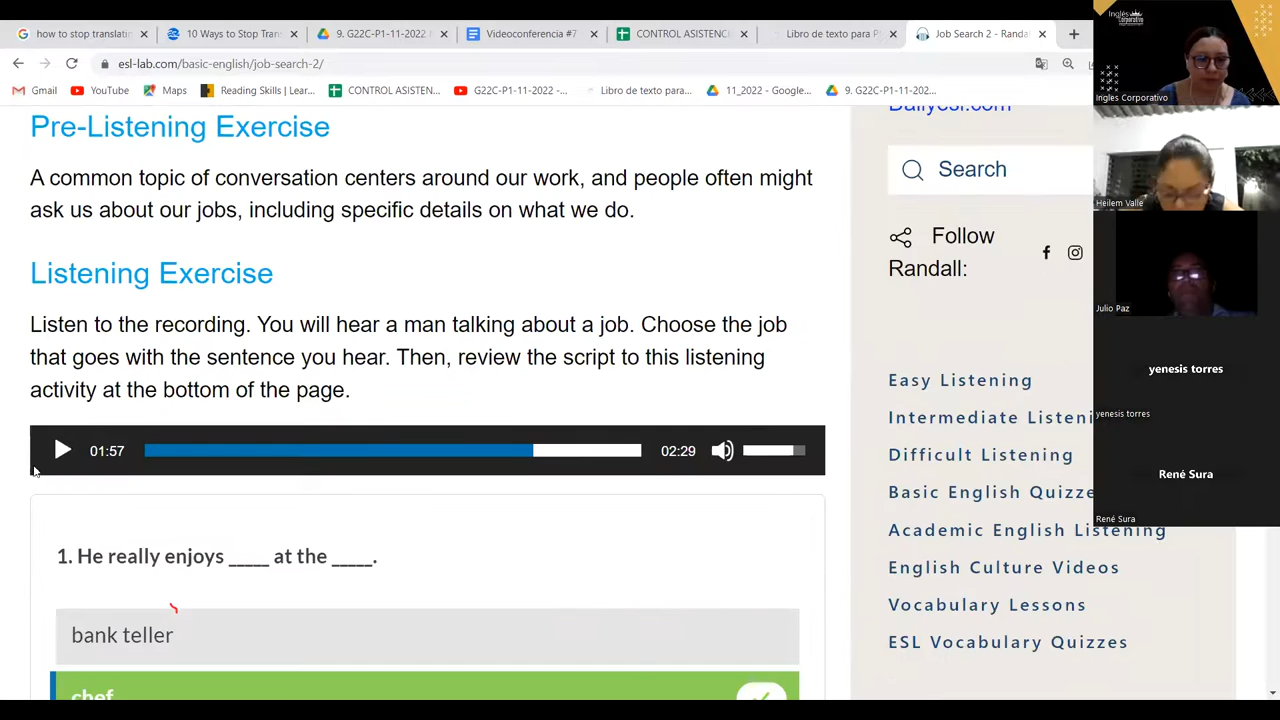 how to stop translatin
10 Ways to Stop Tran
9. G22C-P1-11-2022
Videoconferencia #7
CONTROL ASISTENC
Libro de texto para P
Job Search 2 - Randal
esl-lab.com/basic-english/job-search-2/
Gmail
YouTube
Maps
Reading Skills | Lear...
CONTROL ASISTEN...
G22C-P1-11-2022 -...
Libro de texto para...
11_2022 - Google...
9. G22C-P1-11-202...
Pre-Listening Exercise
A common topic of conversation centers around our work, and people often might
ask us about our jobs, including specific details on what we do.
Listening Exercise
Listen to the recording. You will hear a man talking about a job. Choose the job
that goes with the sentence you hear. Then, review the script to this listening
activity at the bottom of the page.
01:57
02:29
1. He really enjoys _____ at the _____.
bank teller
chef
Dailyesl.com
Search
Follow
Randall:
Easy Listening
Intermediate Listeni
Difficult Listening
Basic English Quizze
Academic English Listening
English Culture Videos
Vocabulary Lessons
ESL Vocabulary Quizzes
Inglés
Corporativo
Ingles Corporativo
Heilem Valle
Julio Paz
yenesis torres
yenesis torres
René Sura
René Sura